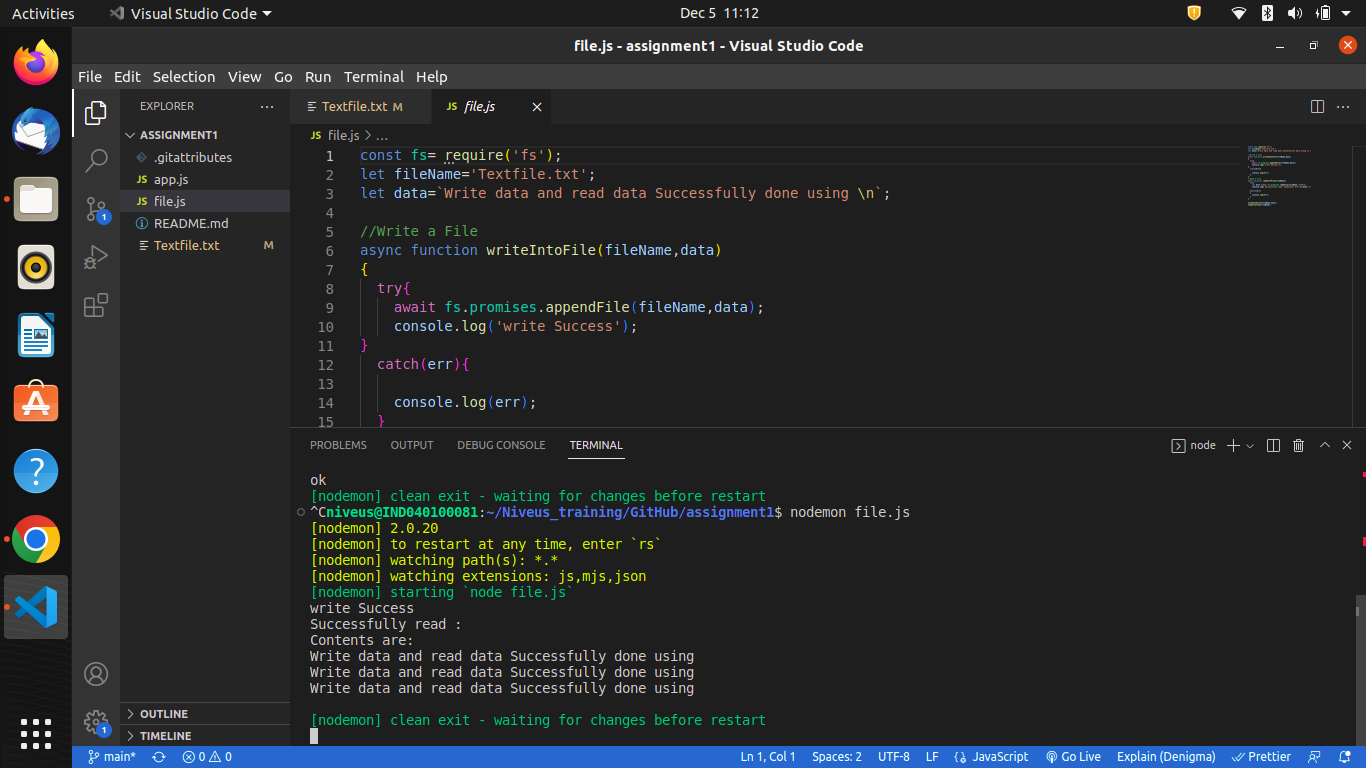 Activities Visual Studio Code Dec 5 11:12
file.js - assignment1 - Visual Studio Code
File Edit Selection View Go Run Terminal Help
EXPLORER
ASSIGNMENT1
.gitattributes
JS app.js
JS file.js
README.md
Textfile.txt M
OUTLINE
TIMELINE
1
1
Textfile.txt M JS file.js
JS file.js > ...
1 const fs= require('fs');
2 let fileName='Textfile.txt';
3 let data=`Write data and read data Successfully done using \n`;
4
5 //Write a File
6 async function writeIntoFile(fileName,data)
7 {
8 try{
9 await fs.promises.appendFile(fileName,data);
10 console.log('write Success');
11 }
12 catch(err){
13
14 console.log(err);
15 }
PROBLEMS OUTPUT DEBUG CONSOLE TERMINAL node
ok
[nodemon] clean exit - waiting for changes before restart
^Cniveus@IND040100081:~/Niveus_training/GitHub/assignment1$ nodemon file.js
[nodemon] 2.0.20
[nodemon] to restart at any time, enter `rs`
[nodemon] watching path(s): *.*
[nodemon] watching extensions: js,mjs,json
[nodemon] starting `node file.js`
write Success
Successfully read :
Contents are:
Write data and read data Successfully done using
Write data and read data Successfully done using
Write data and read data Successfully done using
[nodemon] clean exit - waiting for changes before restart
main* 0 0 Ln 1, Col 1 Spaces: 2 UTF-8 LF {} JavaScript Go Live Explain (Denigma) Prettier